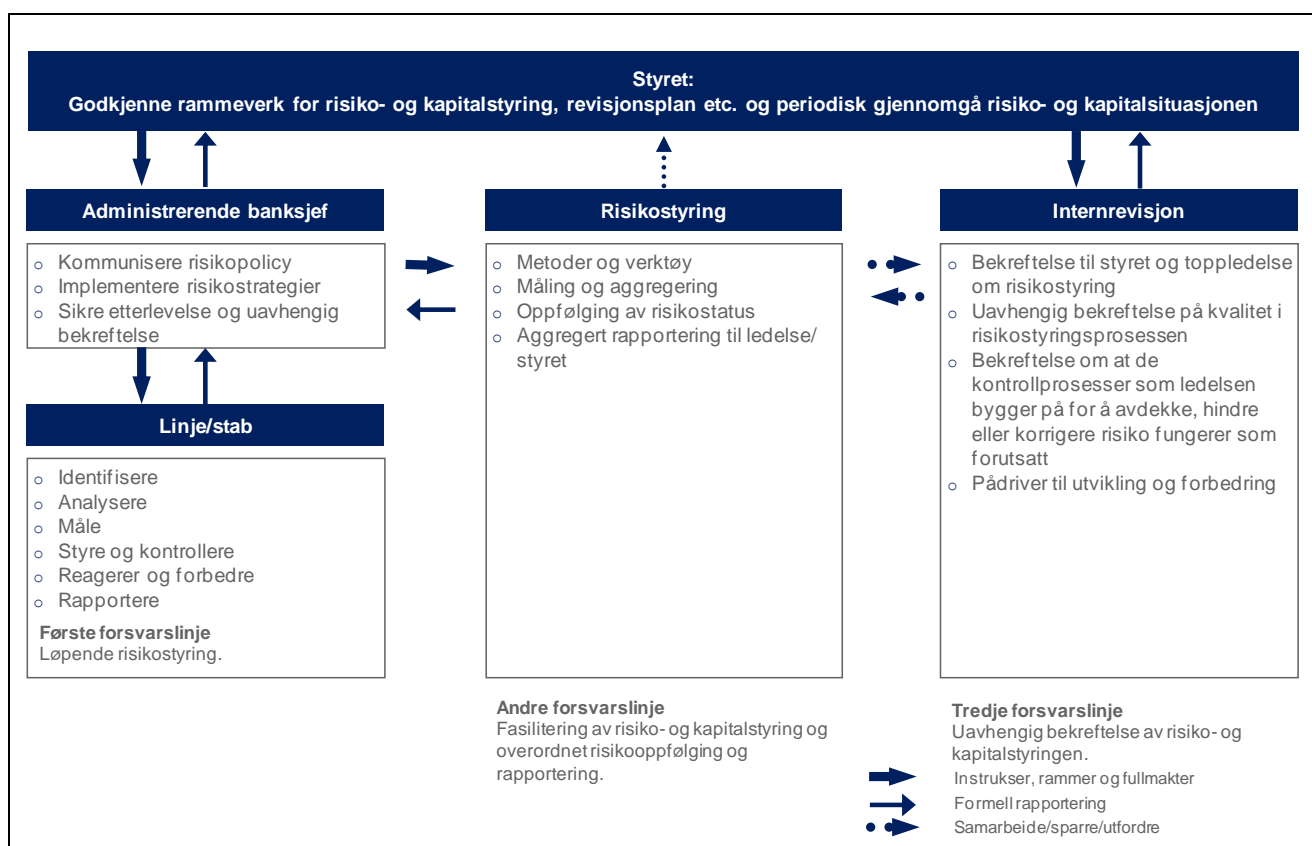 Styret:
Godkjenne rammeverk for risiko- og kapitalstyring, revisjonsplan etc. og periodisk gjennomgå risiko- og kapitalsituasjonen
Administrerende banksjef
Kommunisere risikopolicy
Implementere risikostrategier
Sikre etterlevelse og uavhengig
bekreftelse
Linje/stab
Identifisere
Analysere
Måle
Styre og kontrollere
Reagerer og forbedre
Rapportere
Første forsvarslinje
Løpende risikostyring.
Risikostyring
Metoder og verktøy
Måling og aggregering
Oppfølging av risikostatus
Aggregert rapportering til ledelse/
styret
Andre forsvarslinje
Fasilitering av risiko- og kapitalstyring og
overordnet risikooppfølging og
rapportering.
Internrevisjon
Bekreftelse til styret og toppledelse
om risikostyring
Uavhengig bekreftelse på kvalitet i
risikostyringsprosessen
Bekreftelse om at de
kontrollprosesser som ledelsen
bygger på for å avdekke, hindre
eller korrigere risiko fungerer som
forutsatt
Pådriver til utvikling og forbedring
Tredje forsvarslinje
Uavhengig bekreftelse av risiko- og
kapitalstyringen.
Instrukser, rammer og fullmakter
Formell rapportering
Samarbeide/sparre/utfordre